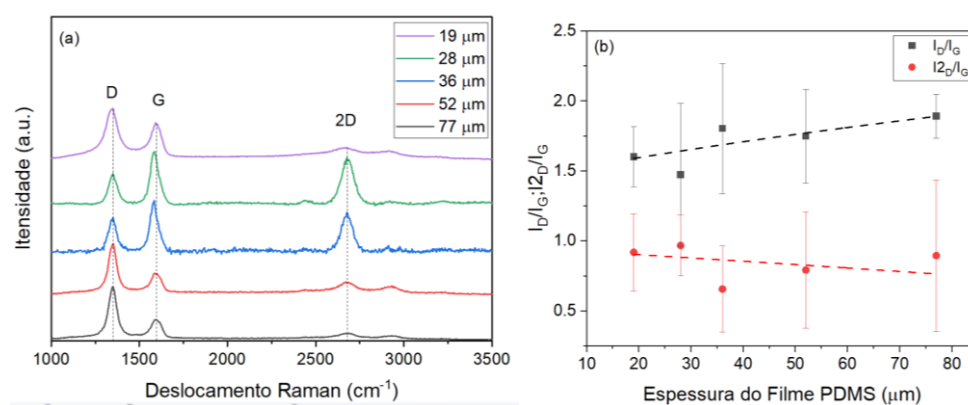 (a)
19 μm
28 μm
36 μm
52 μm
77 μm
D
G
2D
Itensidade (a.u.)
1000 1500 2000 2500 3000 3500
Deslocamento Raman (cm⁻¹)
(b)
I_D/I_G
I2_D/I_G
I_D/I_G;I2_D/I_G
2.5
2.0
1.5
1.0
0.5
10 20 30 40 50 60 70 80
Espessura do Filme PDMS (μm)